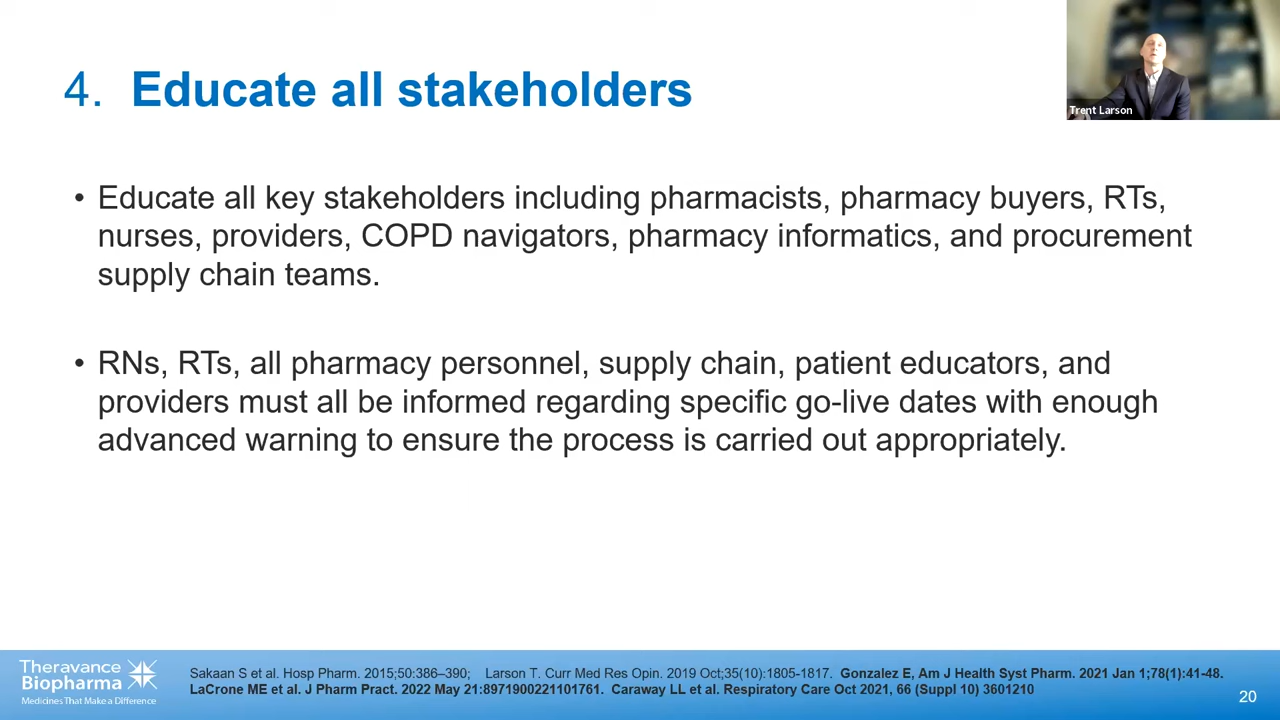 4. Educate all stakeholders
Trent Larson
• Educate all key stakeholders including pharmacists, pharmacy buyers, RTs,
nurses, providers, COPD navigators, pharmacy informatics, and procurement
supply chain teams.
• RNs, RTs, all pharmacy personnel, supply chain, patient educators, and
providers must all be informed regarding specific go-live dates with enough
advanced warning to ensure the process is carried out appropriately.
Theravance
Biopharma
Medicines That Make a Difference
Sakaan S et al. Hosp Pharm. 2015;50:386–390; Larson T. Curr Med Res Opin. 2019 Oct;35(10):1805-1817. Gonzalez E, Am J Health Syst Pharm. 2021 Jan 1;78(1):41-48.
LaCrone ME et al. J Pharm Pract. 2022 May 21:8971900221101761. Caraway LL et al. Respiratory Care Oct 2021, 66 (Suppl 10) 3601210
20